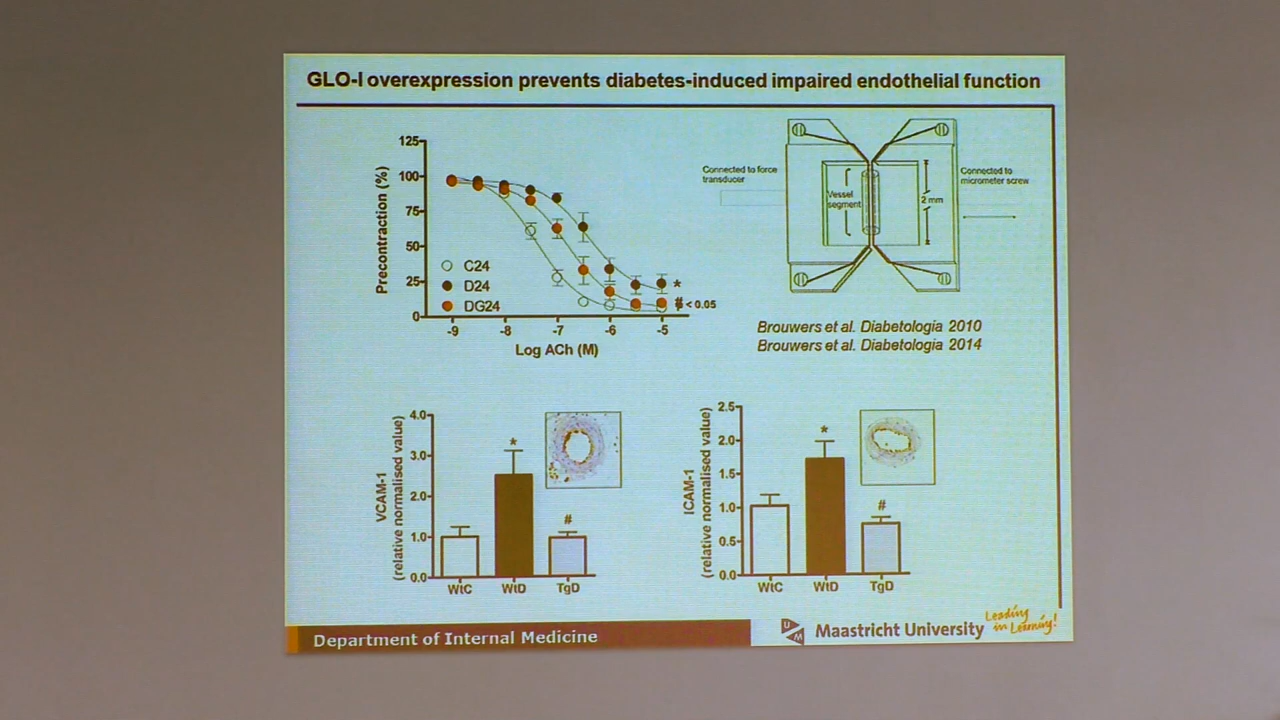 GLO-I overexpression prevents diabetes-induced impaired endothelial function
Precontraction (%)
125
100
75
50
25
0
C24
D24
DG24
*
#
< 0.05
-9
-8
-7
-6
-5
Log ACh (M)
Connected to force
transducer
Vessel
segment
2 mm
Connected to
micrometer screw
Brouwers et al. Diabetologia 2010
Brouwers et al. Diabetologia 2014
VCAM-1
(relative normalised value)
4.0
3.0
2.0
1.0
0.0
*
#
WtC
WtD
TgD
ICAM-1
(relative normalised value)
2.5
2.0
1.5
1.0
0.5
0.0
*
#
WtC
WtD
TgD
Department of Internal Medicine
UM
Maastricht University
Leading
in Learning!